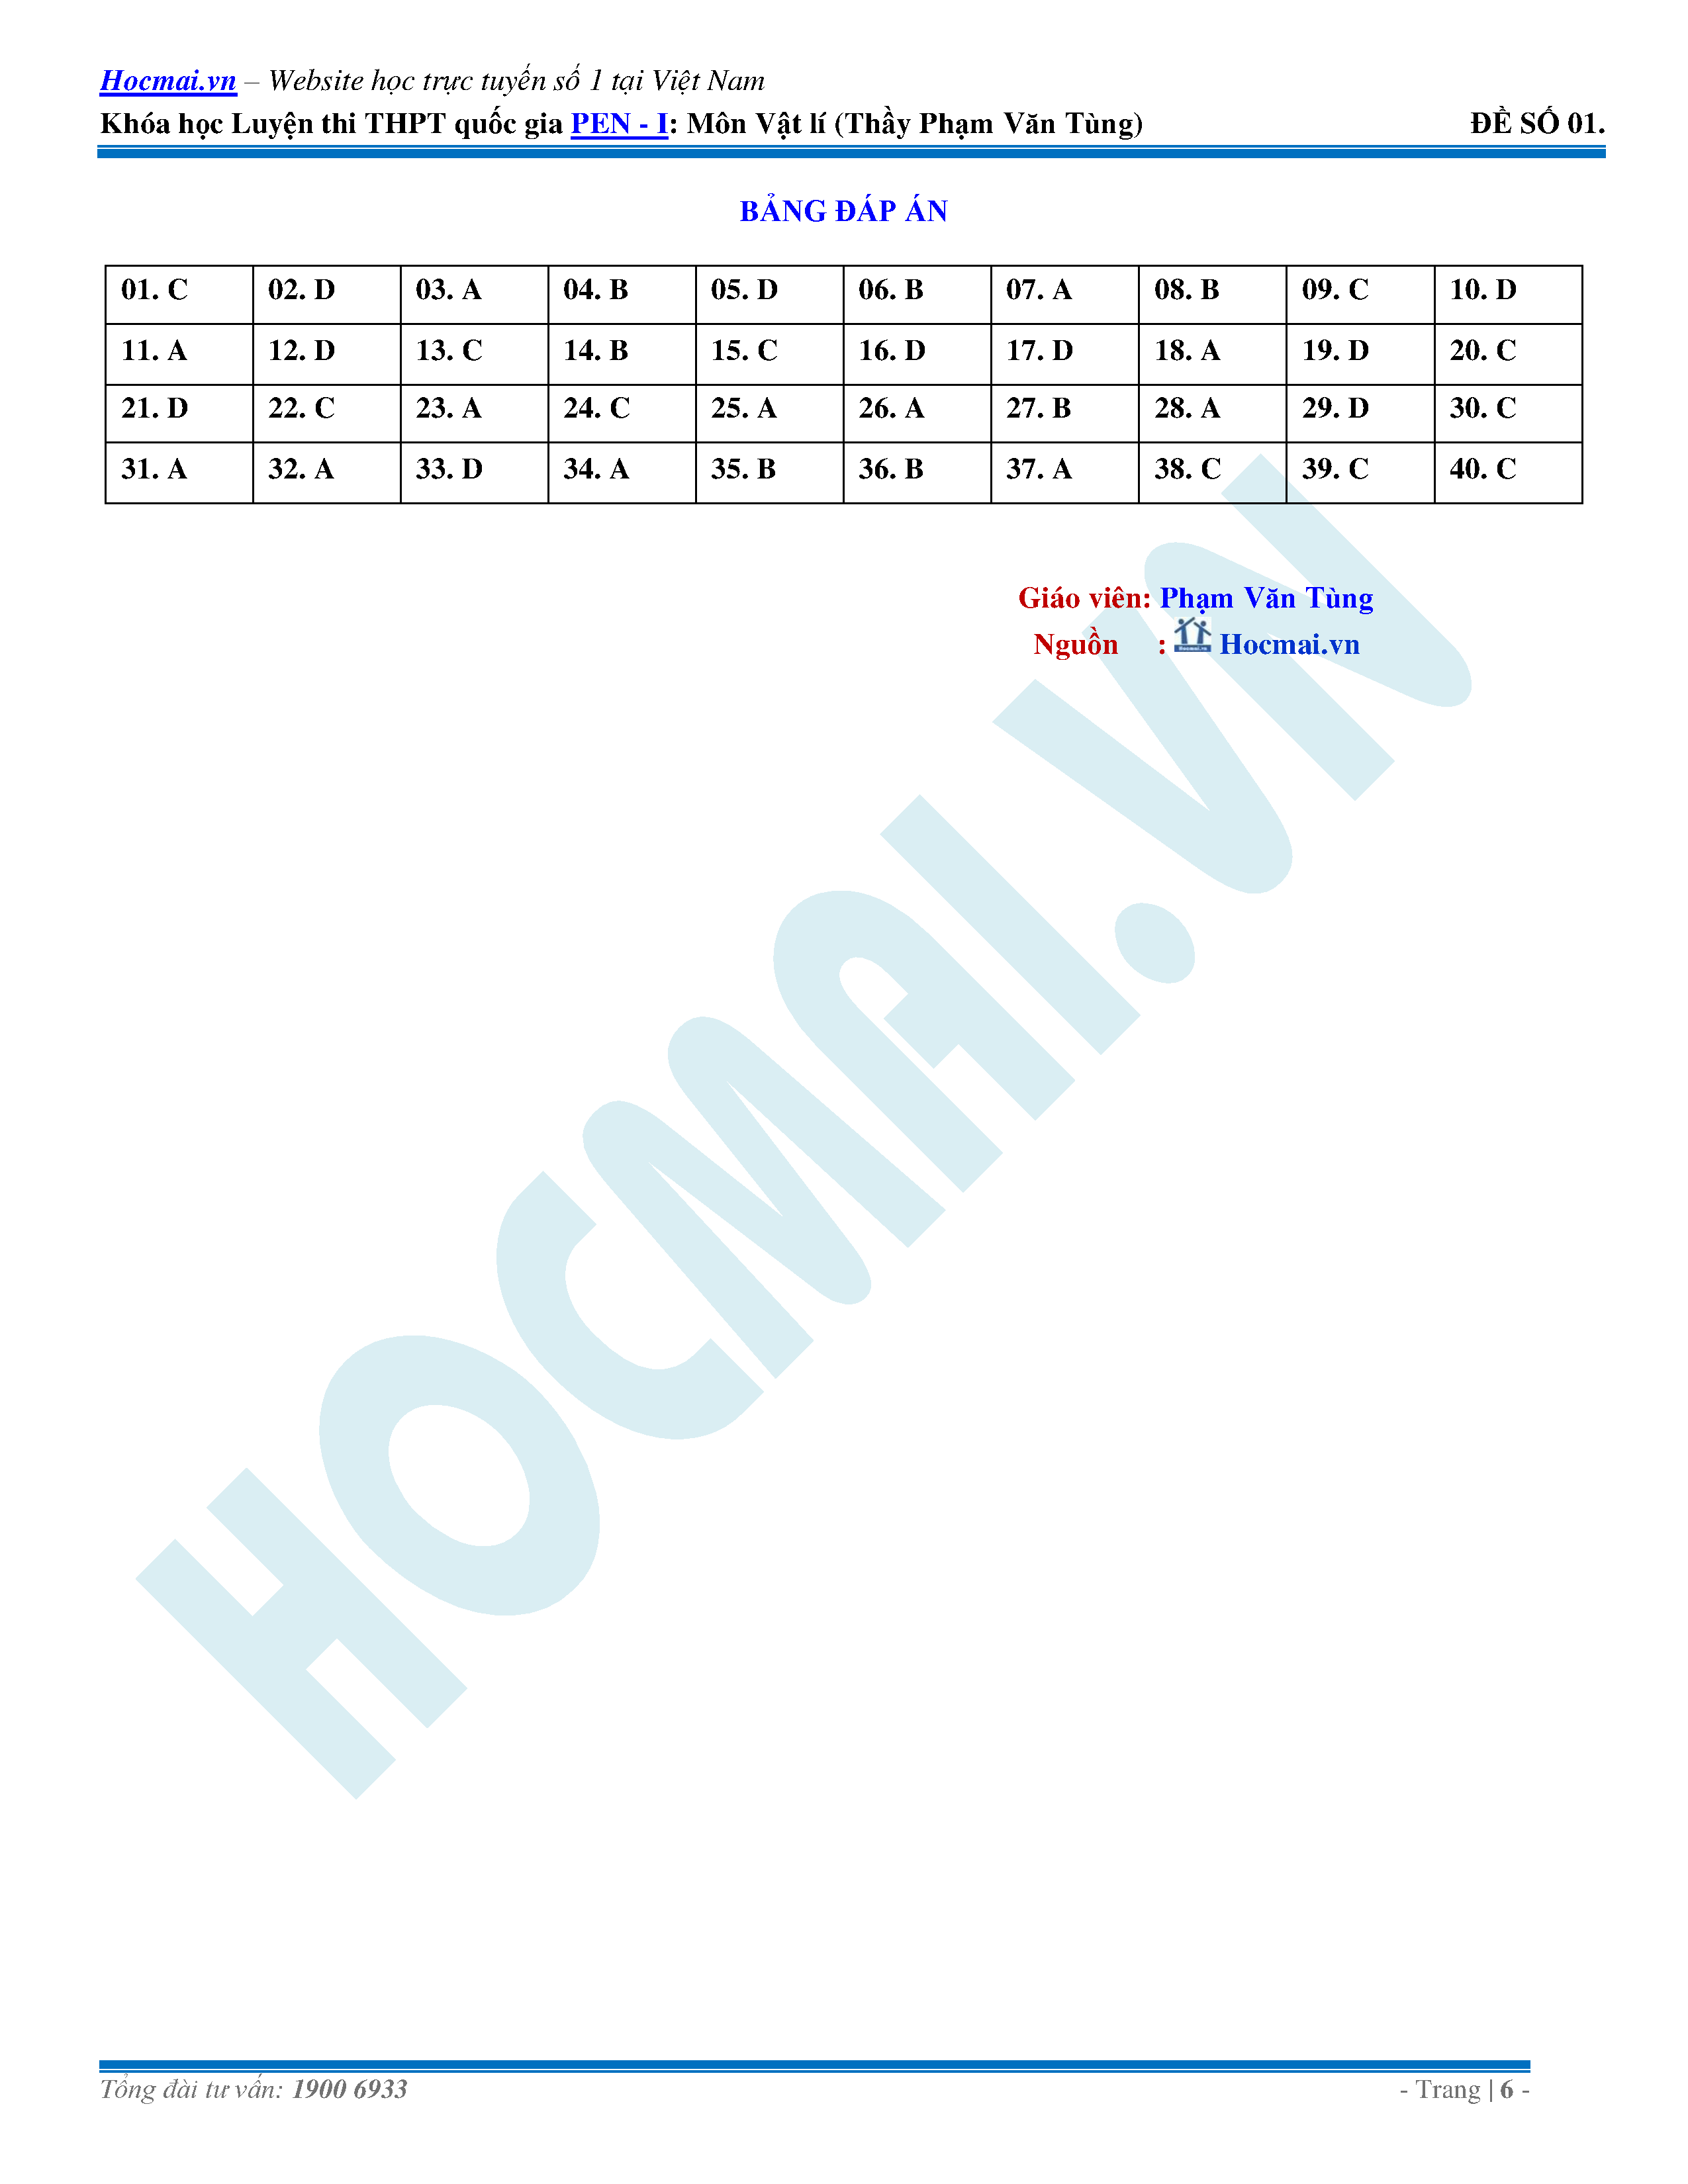 Hocmai.vn – Website học trực tuyến số 1 tại Việt Nam
Khóa học Luyện thi THPT quốc gia PEN - I: Môn Vật lí (Thầy Phạm Văn Tùng) ĐỀ SỐ 01.
BẢNG ĐÁP ÁN
01. C 02. D 03. A 04. B 05. D 06. B 07. A 08. B 09. C 10. D
11. A 12. D 13. C 14. B 15. C 16. D 17. D 18. A 19. D 20. C
21. D 22. C 23. A 24. C 25. A 26. A 27. B 28. A 29. D 30. C
31. A 32. A 33. D 34. A 35. B 36. B 37. A 38. C 39. C 40. C
Giáo viên: Phạm Văn Tùng
Nguồn : Hocmai.vn Hocmai.vn
HOCMAI.VN
Tổng đài tư vấn: 1900 6933 - Trang | 6 -